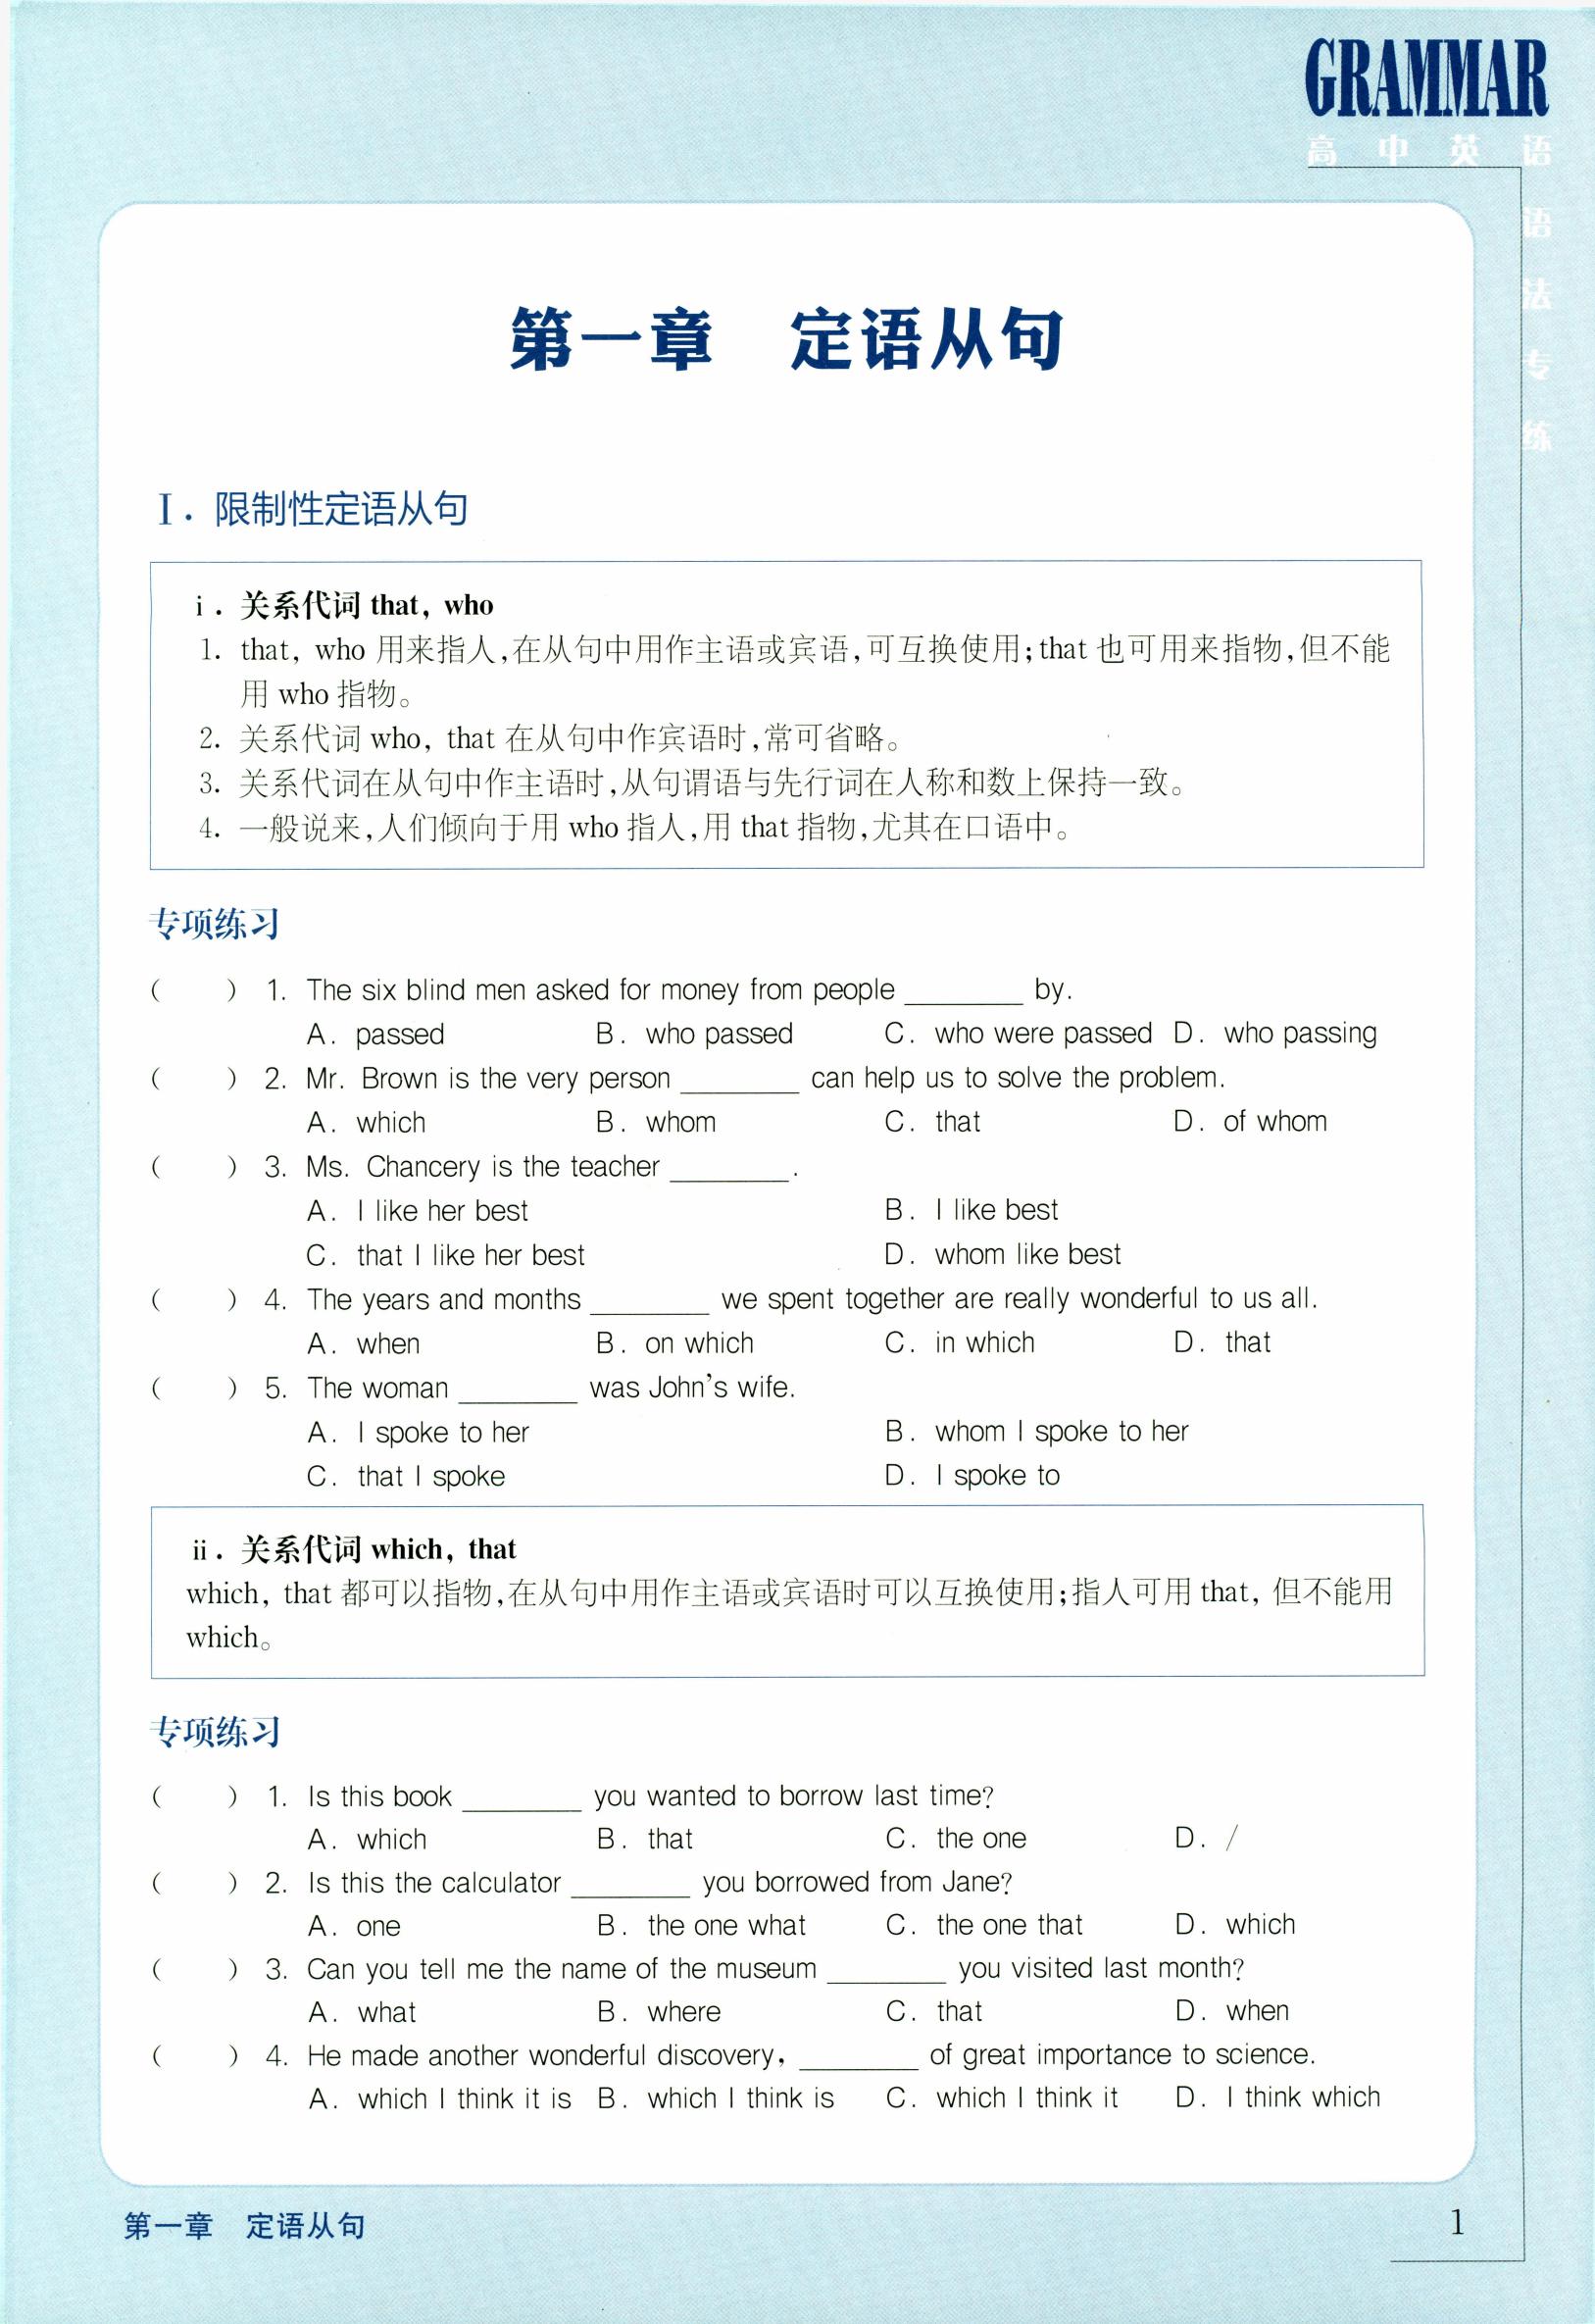 GRAMMAR
高中英语
语法专练
第一章 定语从句
Ⅰ. 限制性定语从句
ⅰ. 关系代词 that, who
1. that, who 用来指人,在从句中用作主语或宾语,可互换使用;that 也可用来指物,但不能
用 who 指物。
2. 关系代词 who, that 在从句中作宾语时,常可省略。
3. 关系代词在从句中作主语时,从句谓语与先行词在人称和数上保持一致。
4. 一般说来,人们倾向于用 who 指人,用 that 指物,尤其在口语中。
专项练习
( ) 1. The six blind men asked for money from people ________ by.
A. passed B. who passed C. who were passed D. who passing
( ) 2. Mr. Brown is the very person ________ can help us to solve the problem.
A. which B. whom C. that D. of whom
( ) 3. Ms. Chancery is the teacher ________.
A. I like her best B. I like best
C. that I like her best D. whom like best
( ) 4. The years and months ________ we spent together are really wonderful to us all.
A. when B. on which C. in which D. that
( ) 5. The woman ________ was John's wife.
A. I spoke to her B. whom I spoke to her
C. that I spoke D. I spoke to
ⅱ. 关系代词 which, that
which, that 都可以指物,在从句中用作主语或宾语时可以互换使用;指人可用 that, 但不能用
which。
专项练习
( ) 1. Is this book ________ you wanted to borrow last time?
A. which B. that C. the one D. /
( ) 2. Is this the calculator ________ you borrowed from Jane?
A. one B. the one what C. the one that D. which
( ) 3. Can you tell me the name of the museum ________ you visited last month?
A. what B. where C. that D. when
( ) 4. He made another wonderful discovery, ________ of great importance to science.
A. which I think it is B. which I think is C. which I think it D. I think which
第一章 定语从句
1